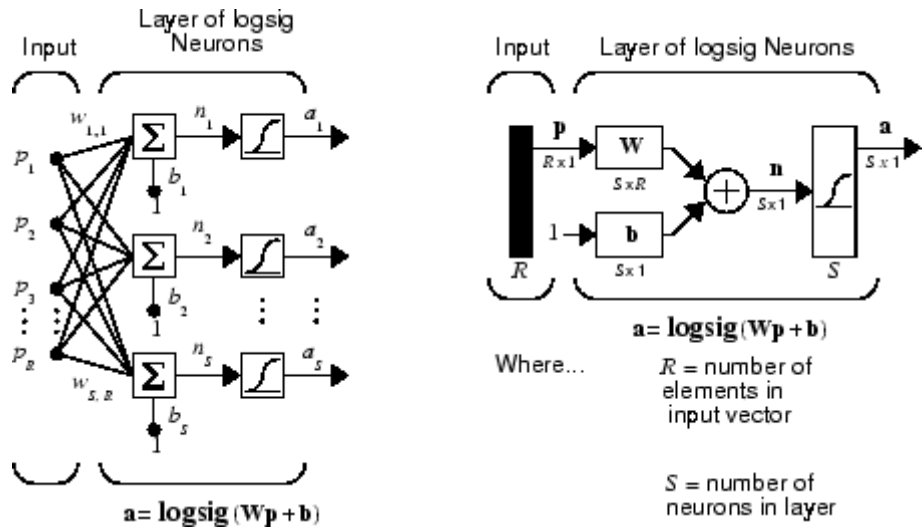 Input
Layer of logsig
Neurons
w1,1
n1
a1
Σ
p1
b1
1
p2
n2
a2
Σ
p3
b2
1
pR
nS
aS
Σ
wS,R
bS
1
a= logsig (Wp + b)
Input
Layer of logsig Neurons
p
a
W
R x 1
S x 1
S x R
n
+
S x 1
1
b
R
S x 1
S
a= logsig (Wp + b)
Where...
R = number of
elements in
input vector
S = number of
neurons in layer